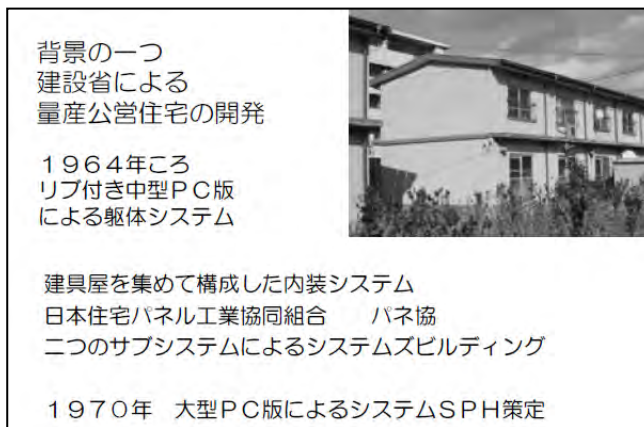 背景の一つ
建設省による
量産公営住宅の開発
１９６４年ころ
リブ付き中型ＰＣ版
による躯体システム
建具屋を集めて構成した内装システム
日本住宅パネル工業協同組合　　パネ協
二つのサブシステムによるシステムズビルディング
１９７０年　大型ＰＣ版によるシステムＳＰＨ策定